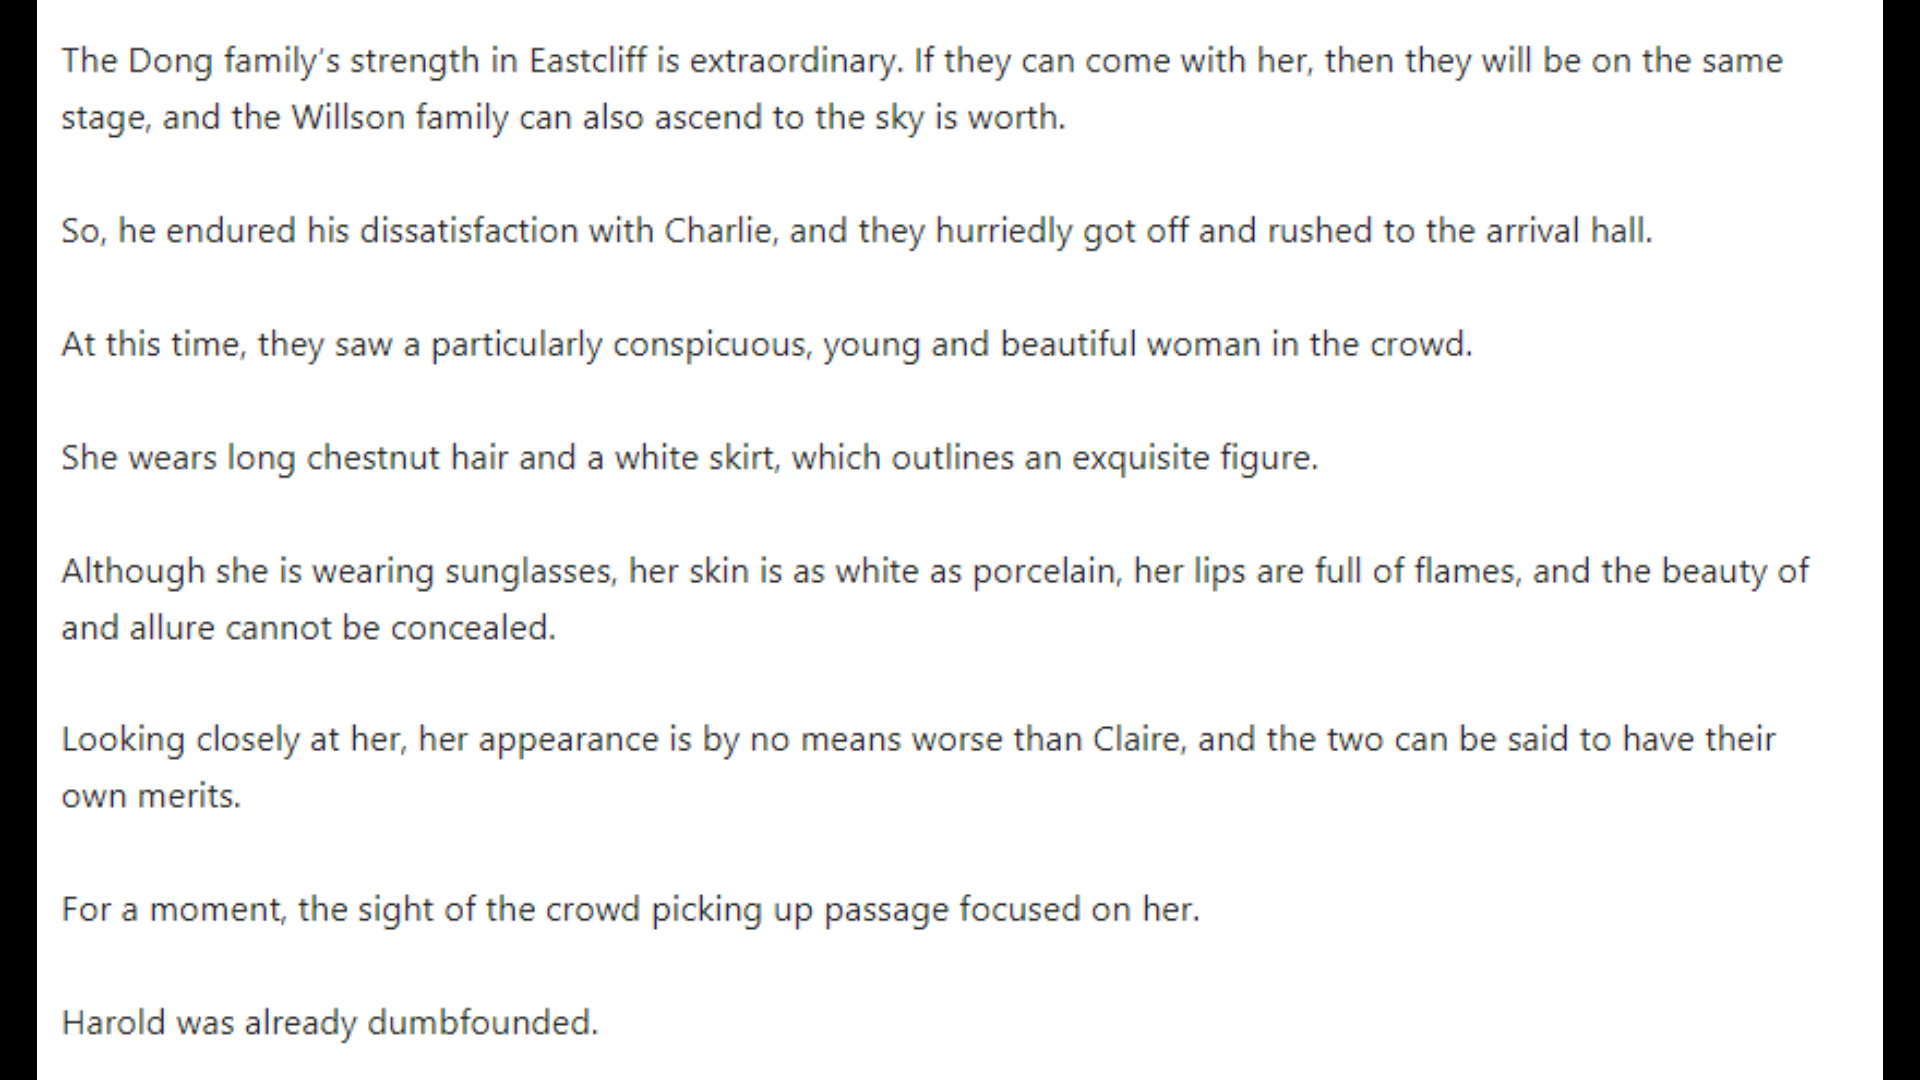 The Dong family's strength in Eastcliff is extraordinary. If they can come with her, then they will be on the same
stage, and the Willson family can also ascend to the sky is worth.
So, he endured his dissatisfaction with Charlie, and they hurriedly got off and rushed to the arrival hall.
At this time, they saw a particularly conspicuous, young and beautiful woman in the crowd.
She wears long chestnut hair and a white skirt, which outlines an exquisite figure.
Although she is wearing sunglasses, her skin is as white as porcelain, her lips are full of flames, and the beauty of
and allure cannot be concealed.
Looking closely at her, her appearance is by no means worse than Claire, and the two can be said to have their
own merits.
For a moment, the sight of the crowd picking up passage focused on her.
Harold was already dumbfounded.